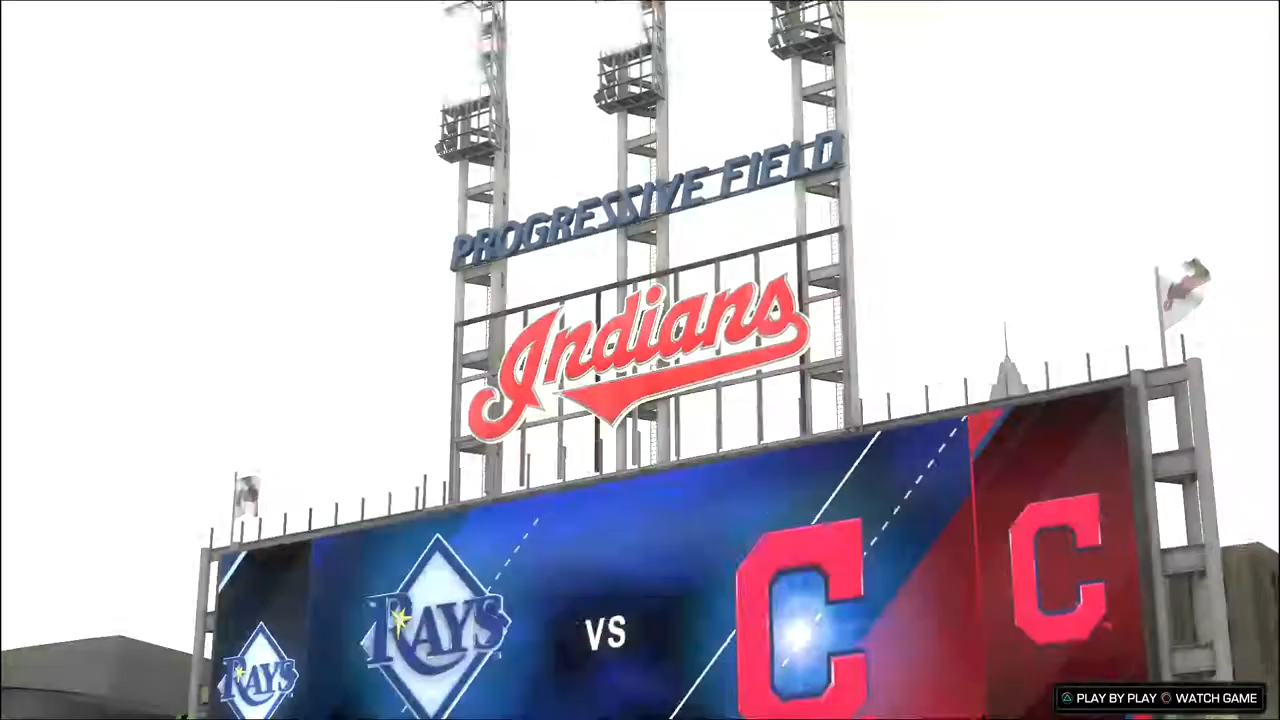 PROGRESSIVE FIELD
Indians
RAYS
VS
C
C
RAYS
PLAY BY PLAY WATCH GAME